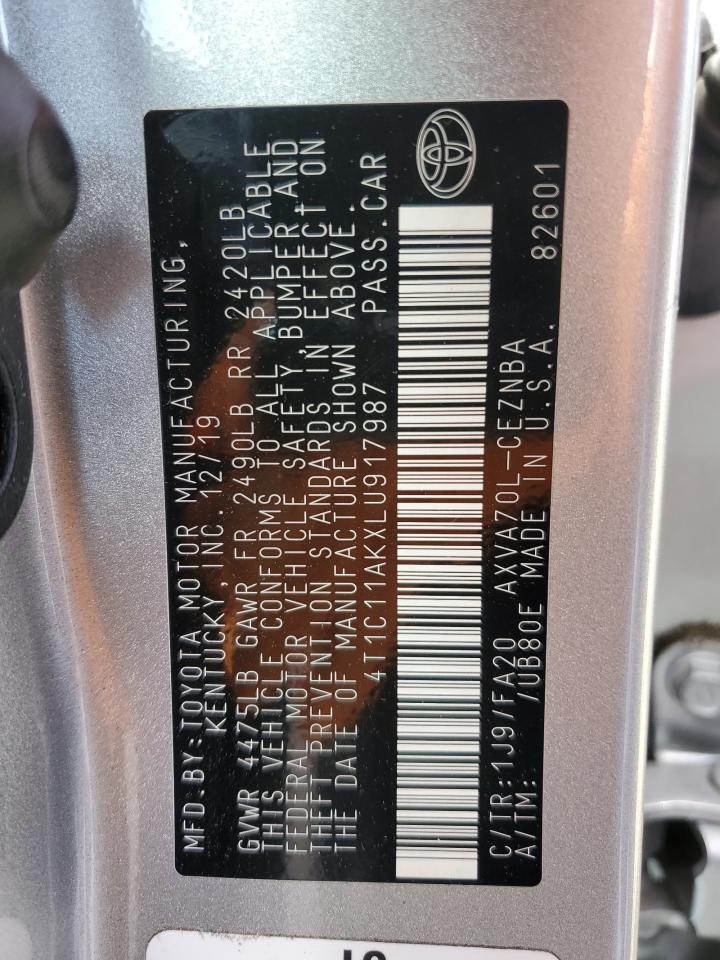 MFD.BY:TOYOTA MOTOR MANUFACTURING,
KENTUCKY INC. 12/19
GVWR 4475LB GAWR FR 2490LB RR 2420LB
THIS VEHICLE CONFORMS TO ALL APPLICABLE
FEDERAL MOTOR VEHICLE SAFETY, BUMPER AND
THEFT PREVENTION STANDARDS IN EFFECT ON
THE DATE OF MANUFACTURE SHOWN ABOVE.
4T1C11AKXLU917987 PASS.CAR
C/TR:1J9/FA20 AXVA70L-CEZNBA
A/TM: /UB80E MADE IN U.S.A. 82601